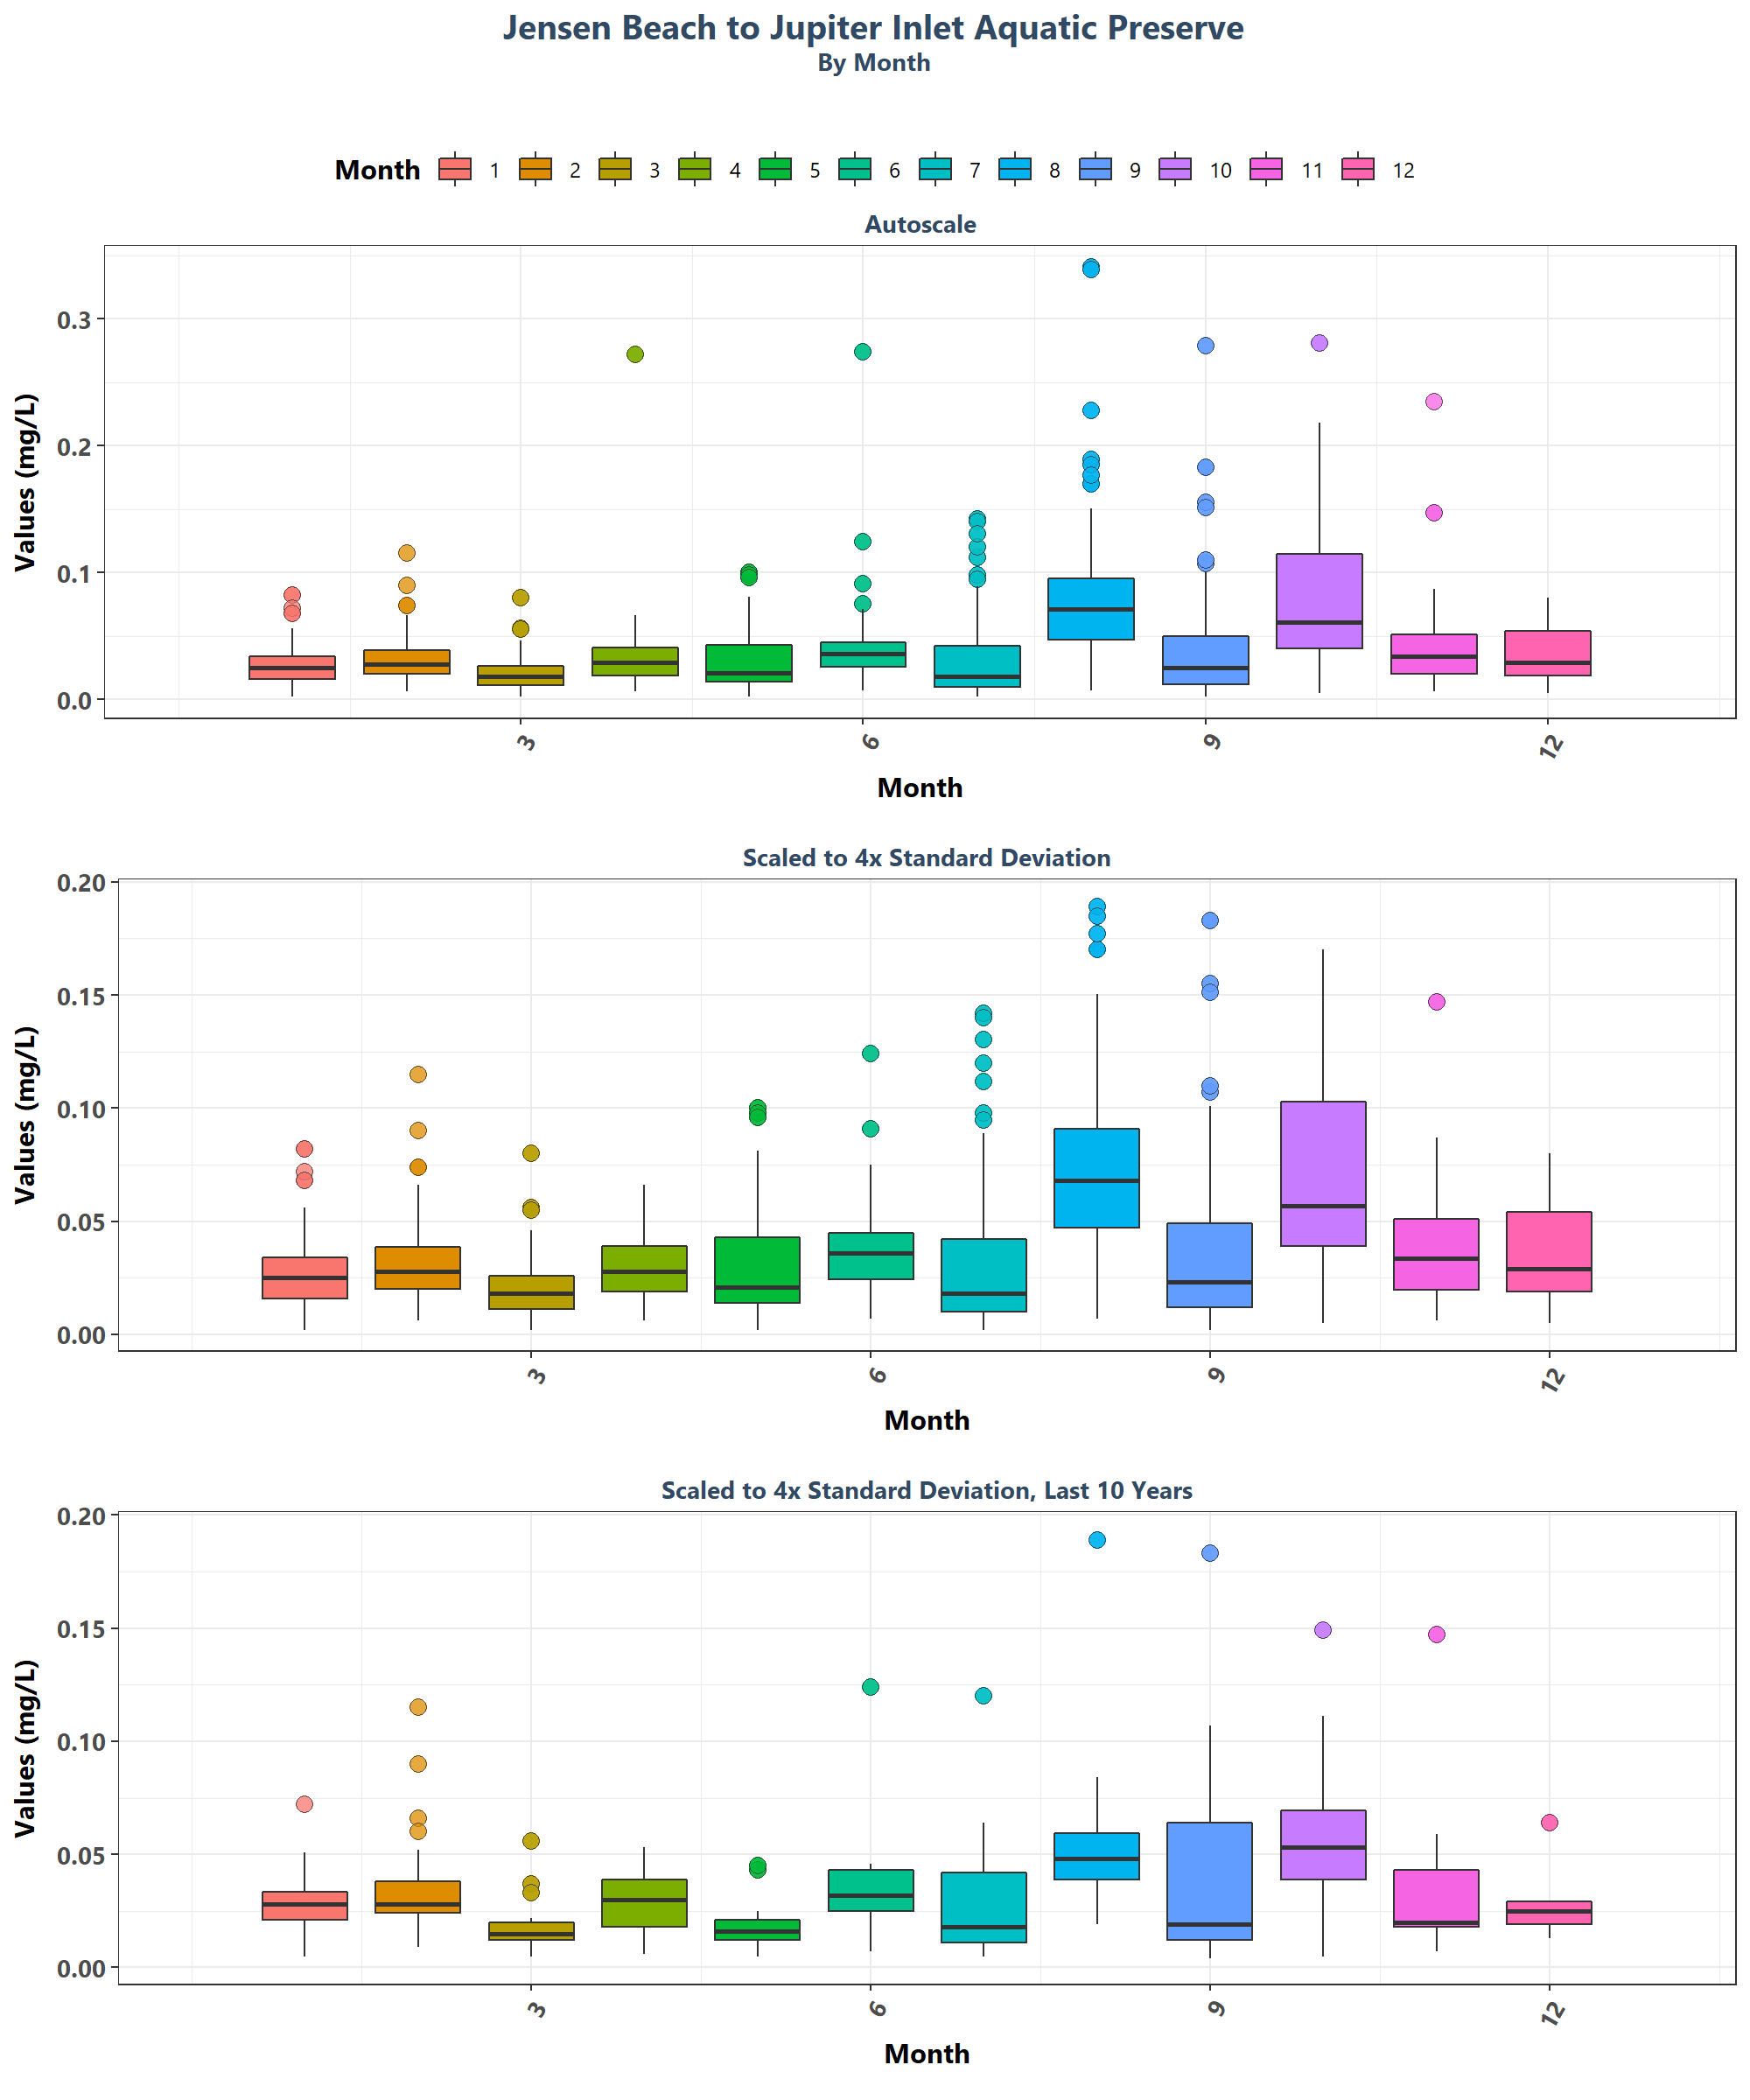 Jensen Beach to Jupiter Inlet Aquatic Preserve
By Month
Month 1 2 3 4 5 6 7 8 9 10 11 12
Autoscale
Values (mg/L)
0.3
0.2
0.1
0.0
3 6 9 12
Month
Scaled to 4x Standard Deviation
Values (mg/L)
0.20
0.15
0.10
0.05
0.00
3 6 9 12
Month
Scaled to 4x Standard Deviation, Last 10 Years
Values (mg/L)
0.20
0.15
0.10
0.05
0.00
3 6 9 12
Month